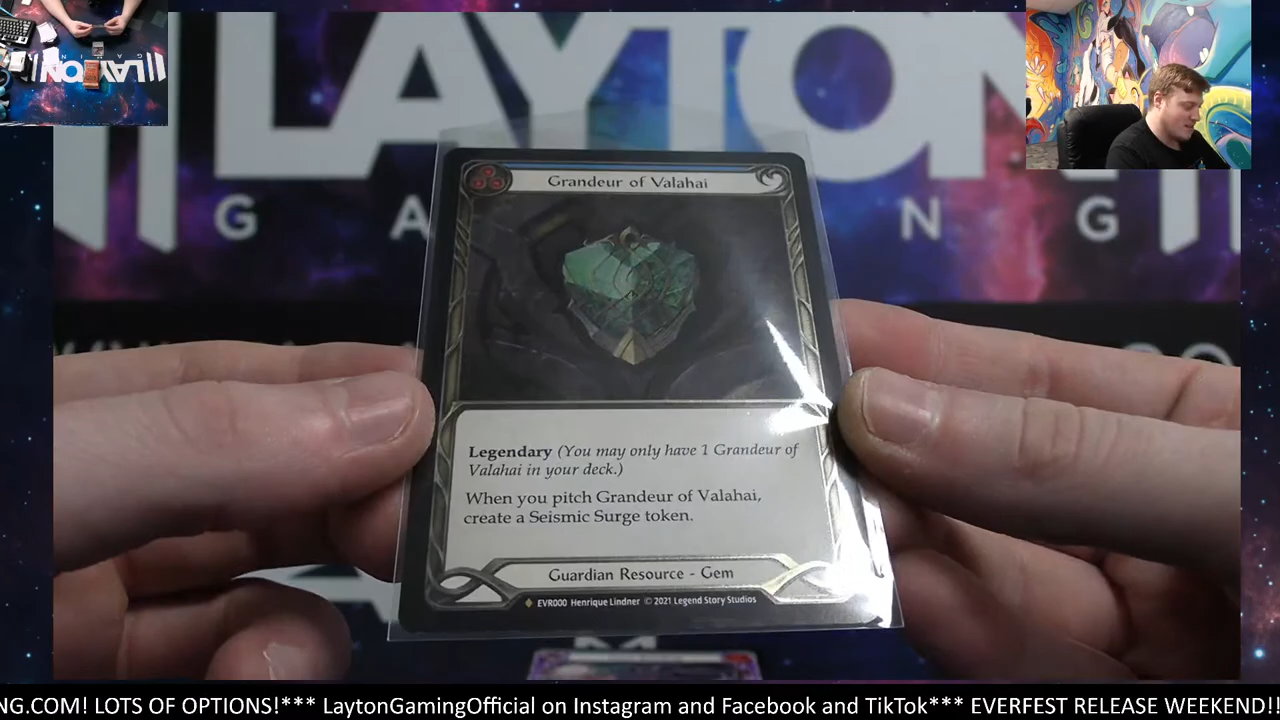 LAYTON
GA N G
Grandeur of Valahai
Legendary (You may only have 1 Grandeur of
Valahai in your deck.)
When you pitch Grandeur of Valahai,
create a Seismic Surge token.
Guardian Resource - Gem
EVR000 Henrique Lindner © 2021 Legend Story Studios
NG.COM! LOTS OF OPTIONS!*** LaytonGamingOfficial on Instagram and Facebook and TikTok*** EVERFEST RELEASE WEEKEND!!